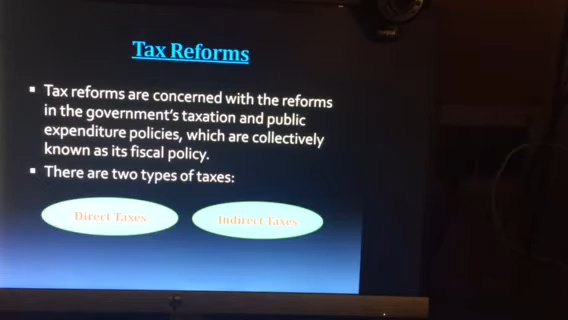 Tax Reforms
▪ Tax reforms are concerned with the reforms
in the government's taxation and public
expenditure policies, which are collectively
known as its fiscal policy.
▪ There are two types of taxes:
Direct Taxes Indirect Taxes